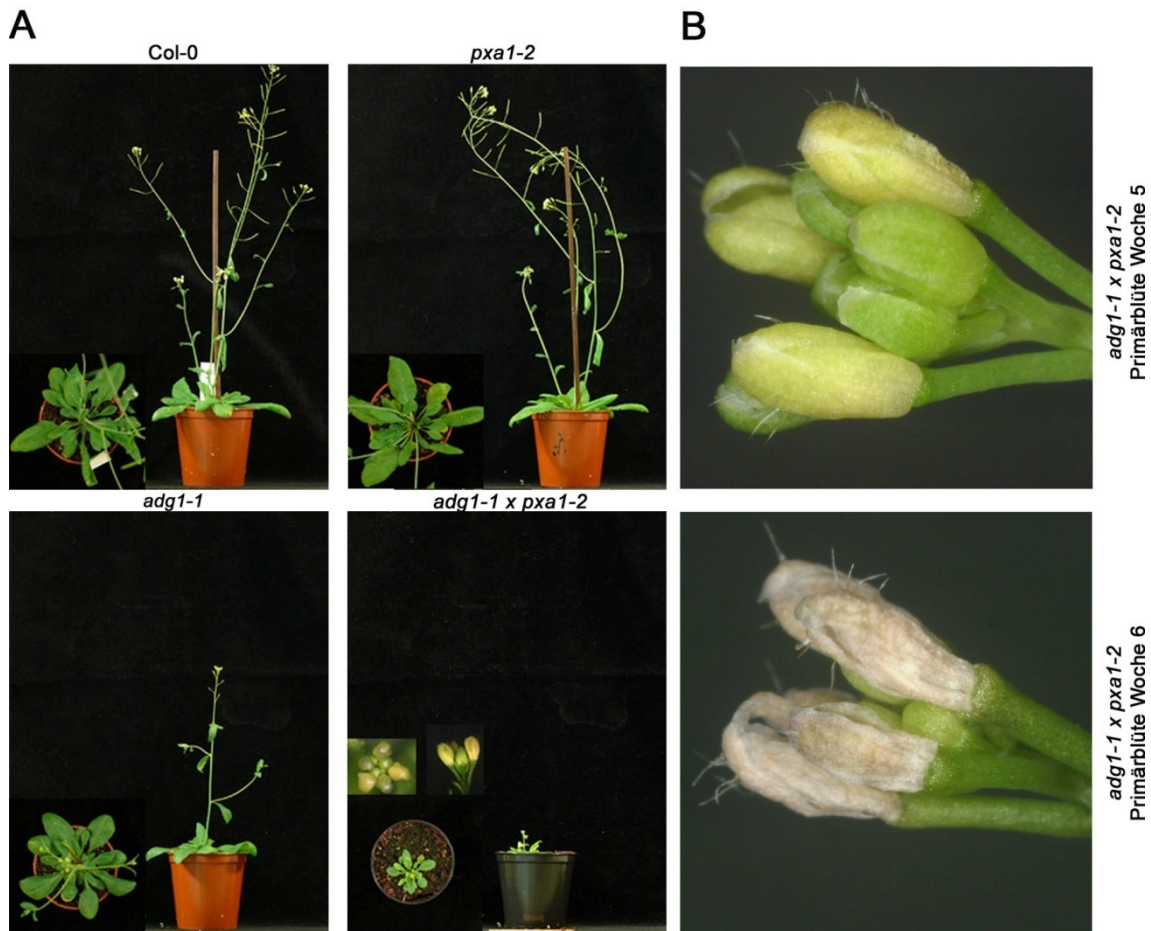 A
B
Col-0
pxa1-2
adg1-1 x pxa1-2
Primärblüte Woche 5
adg1-1
adg1-1 x pxa1-2
adg1-1 x pxa1-2
Primärblüte Woche 6